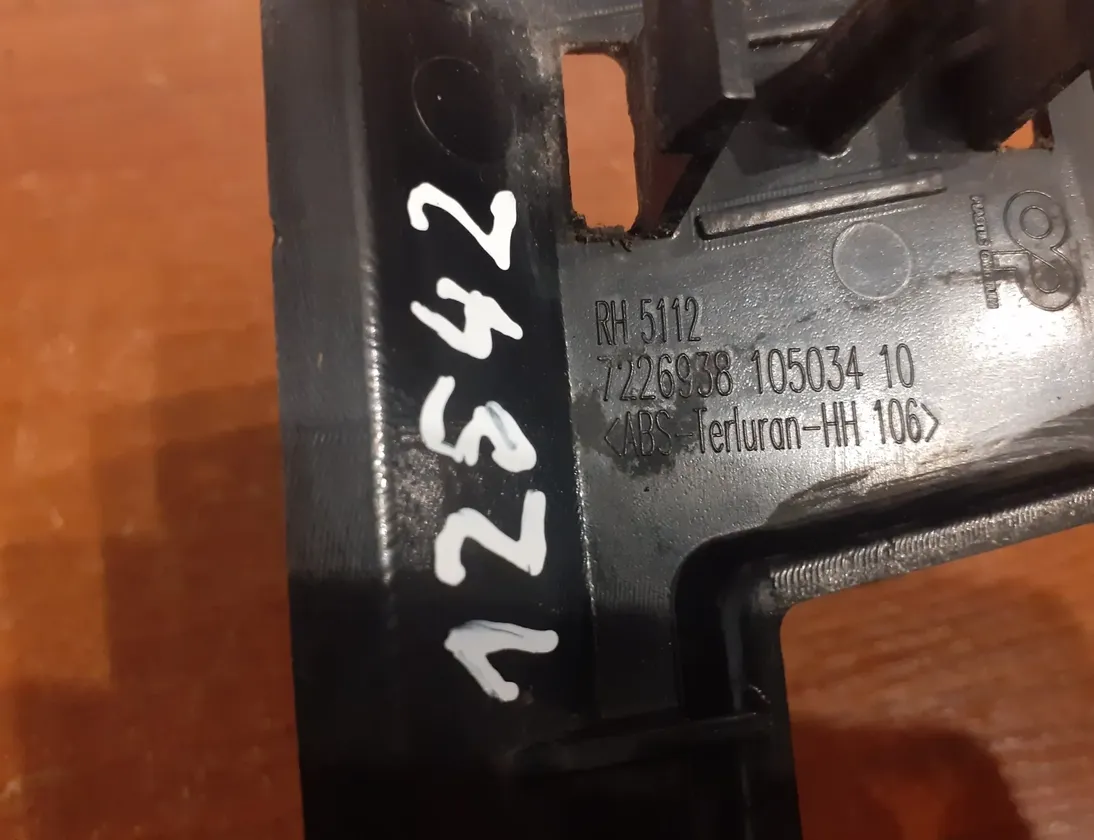 12542
RH 5112
7226938 105034 10
<ABS-Terluran-HH 106>